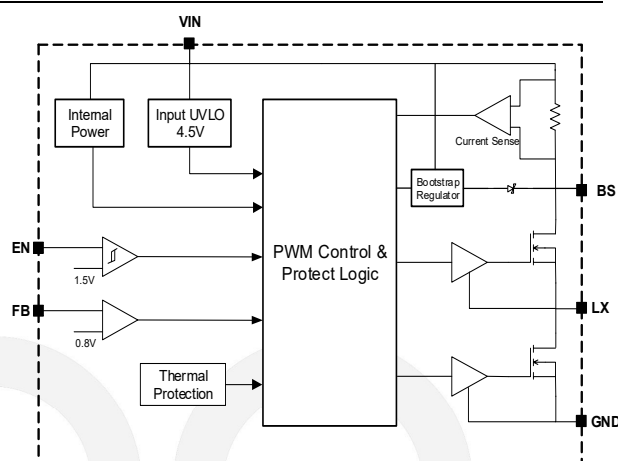 VIN
Internal
Power
Input UVLO
4.5V
Current Sense
Bootstrap
Regulator
BS
EN
1.5V
PWM Control &
Protect Logic
LX
FB
0.8V
Thermal
Protection
GND